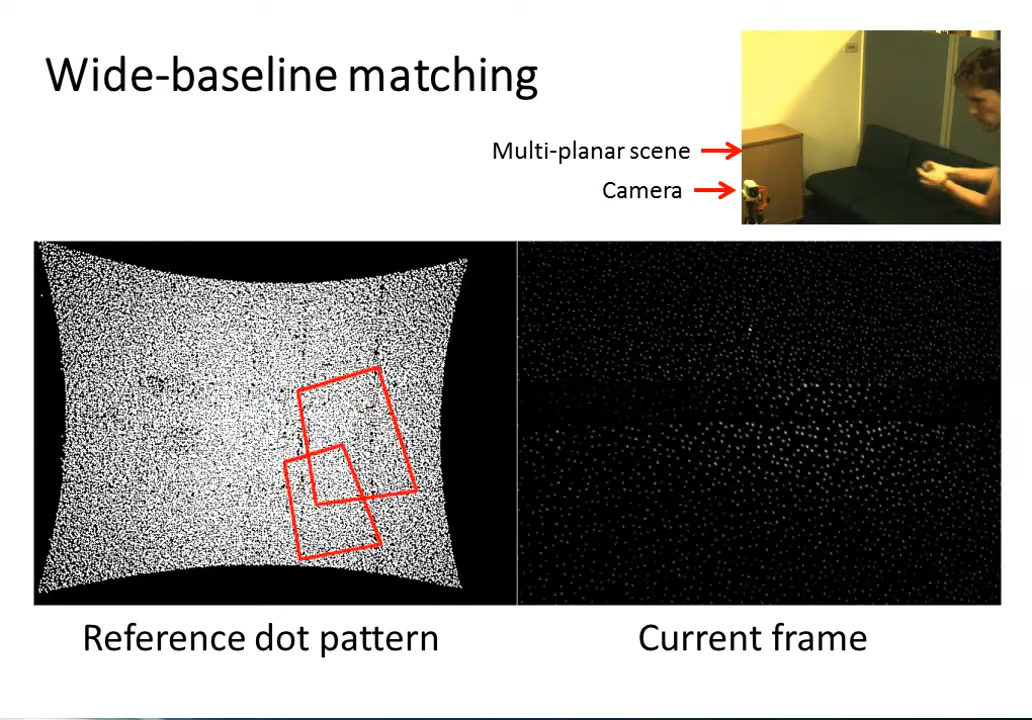 Wide-baseline matching
Multi-planar scene
Camera
Reference dot pattern
Current frame